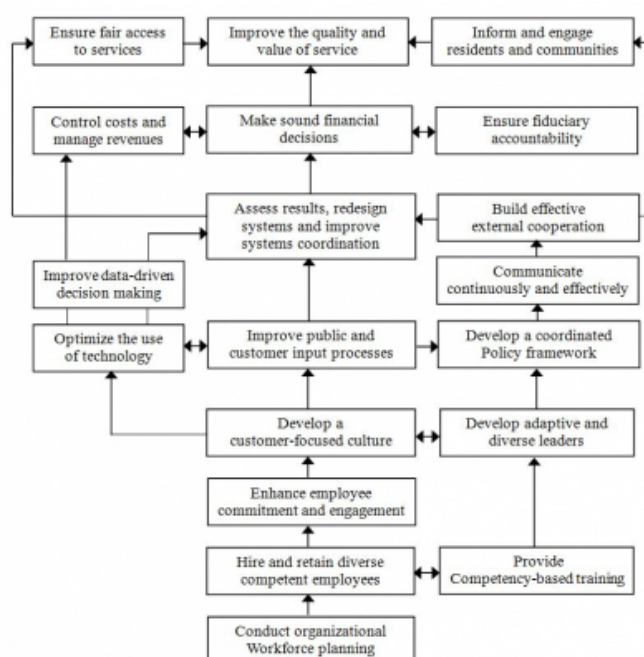 Ensure fair access
to services
Improve the quality and
value of service
Inform and engage
residents and communities
Control costs and
manage revenues
Make sound financial
decisions
Ensure fiduciary
accountability
Assess results, redesign
systems and improve
systems coordination
Build effective
external cooperation
Improve data-driven
decision making
Communicate
continuously and effectively
Optimize the use
of technology
Improve public and
customer input processes
Develop a coordinated
Policy framework
Develop a
customer-focused culture
Develop adaptive and
diverse leaders
Enhance employee
commitment and engagement
Hire and retain diverse
competent employees
Provide
Competency-based training
Conduct organizational
Workforce planning